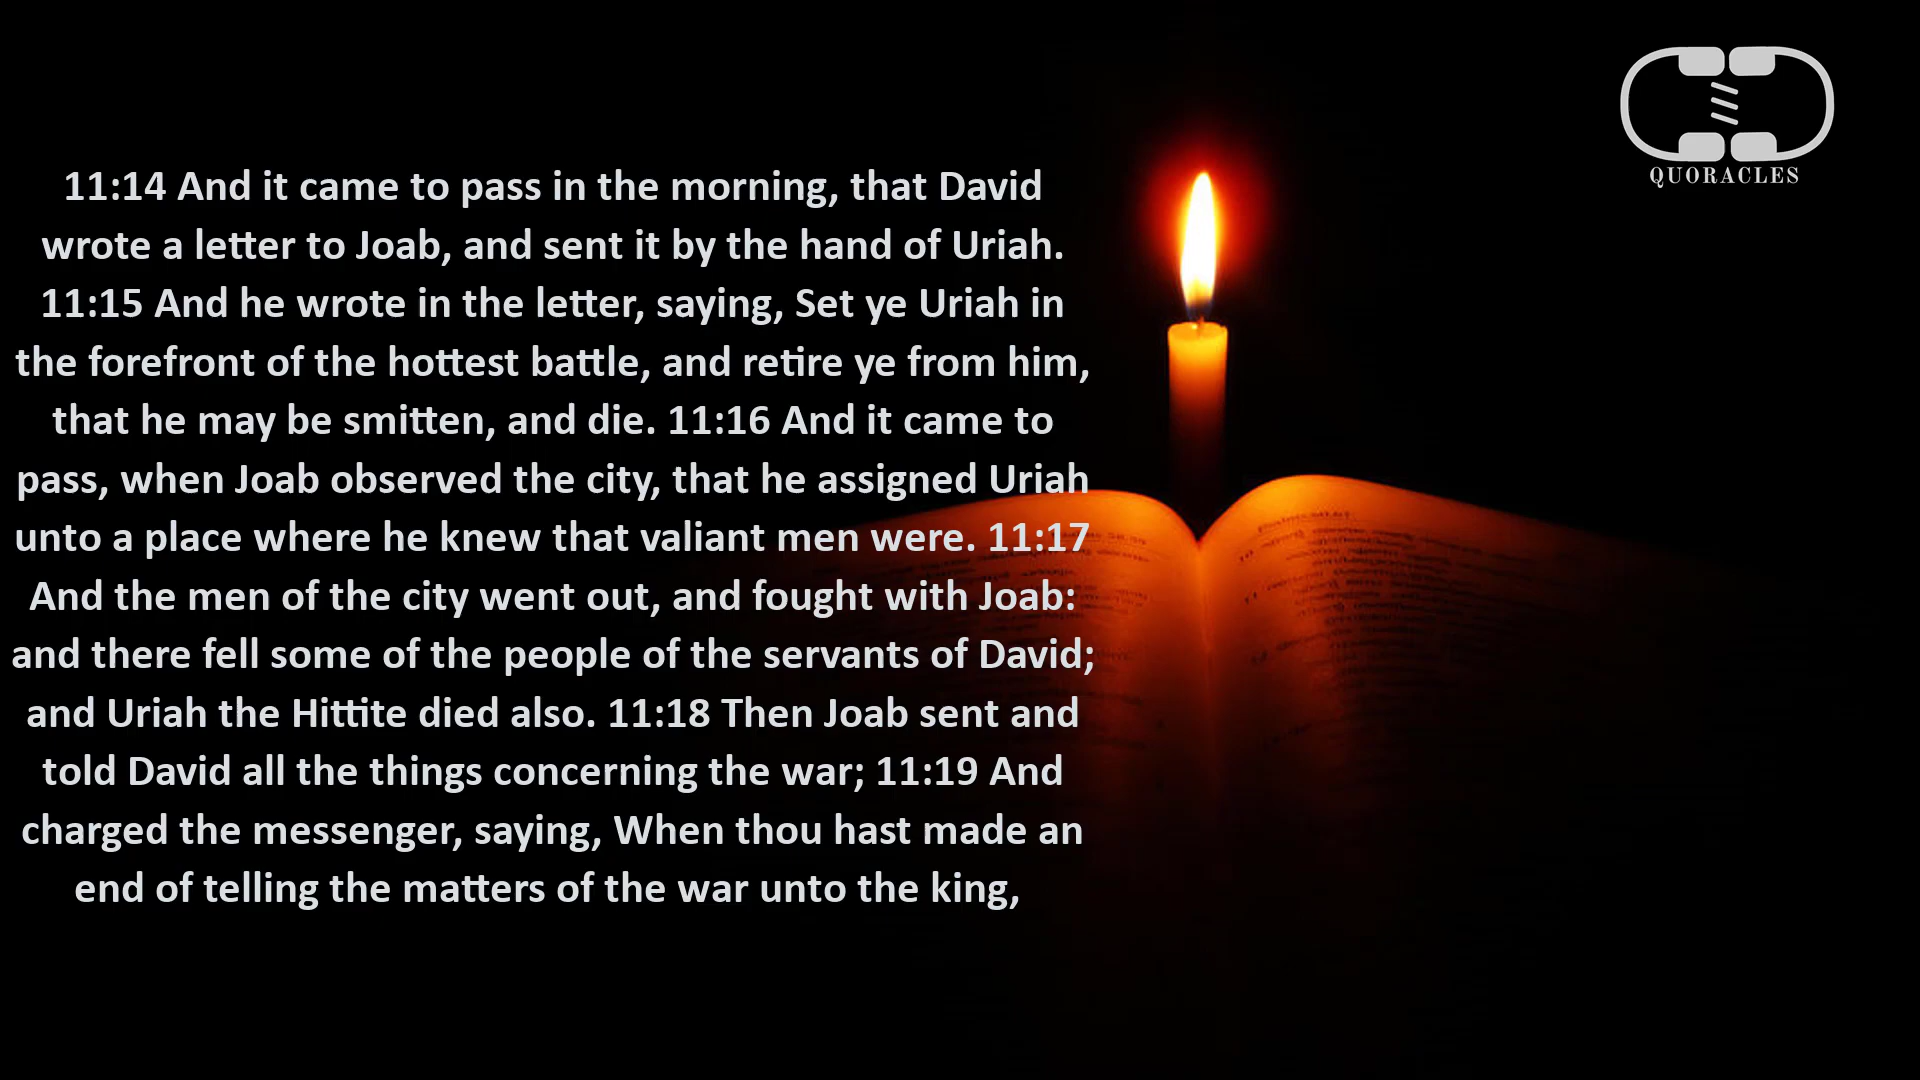 11:14 And it came to pass in the morning, that David
wrote a letter to Joab, and sent it by the hand of Uriah.
11:15 And he wrote in the letter, saying, Set ye Uriah in
the forefront of the hottest battle, and retire ye from him,
that he may be smitten, and die. 11:16 And it came to
pass, when Joab observed the city, that he assigned Uriah
unto a place where he knew that valiant men were. 11:17
And the men of the city went out, and fought with Joab:
and there fell some of the people of the servants of David;
and Uriah the Hittite died also. 11:18 Then Joab sent and
told David all the things concerning the war; 11:19 And
charged the messenger, saying, When thou hast made an
end of telling the matters of the war unto the king,
QUORACLES